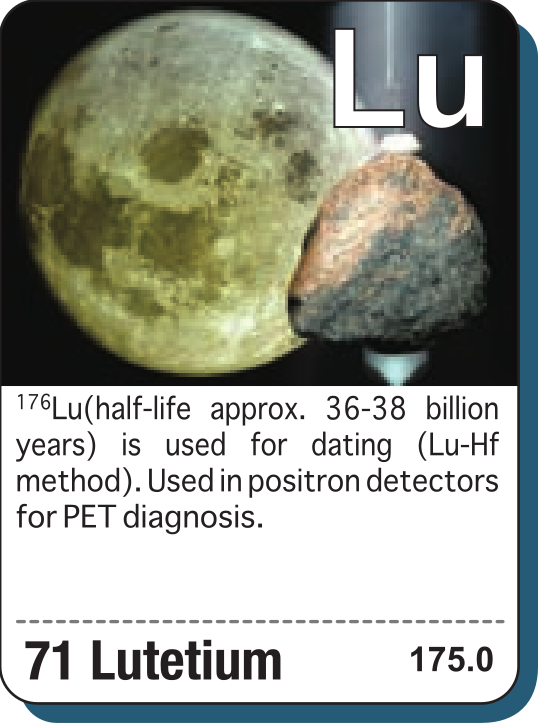 Lu
¹⁷⁶Lu(half-life approx. 36-38 billion
years) is used for dating (Lu-Hf
method). Used in positron detectors
for PET diagnosis.
71 Lutetium 175.0